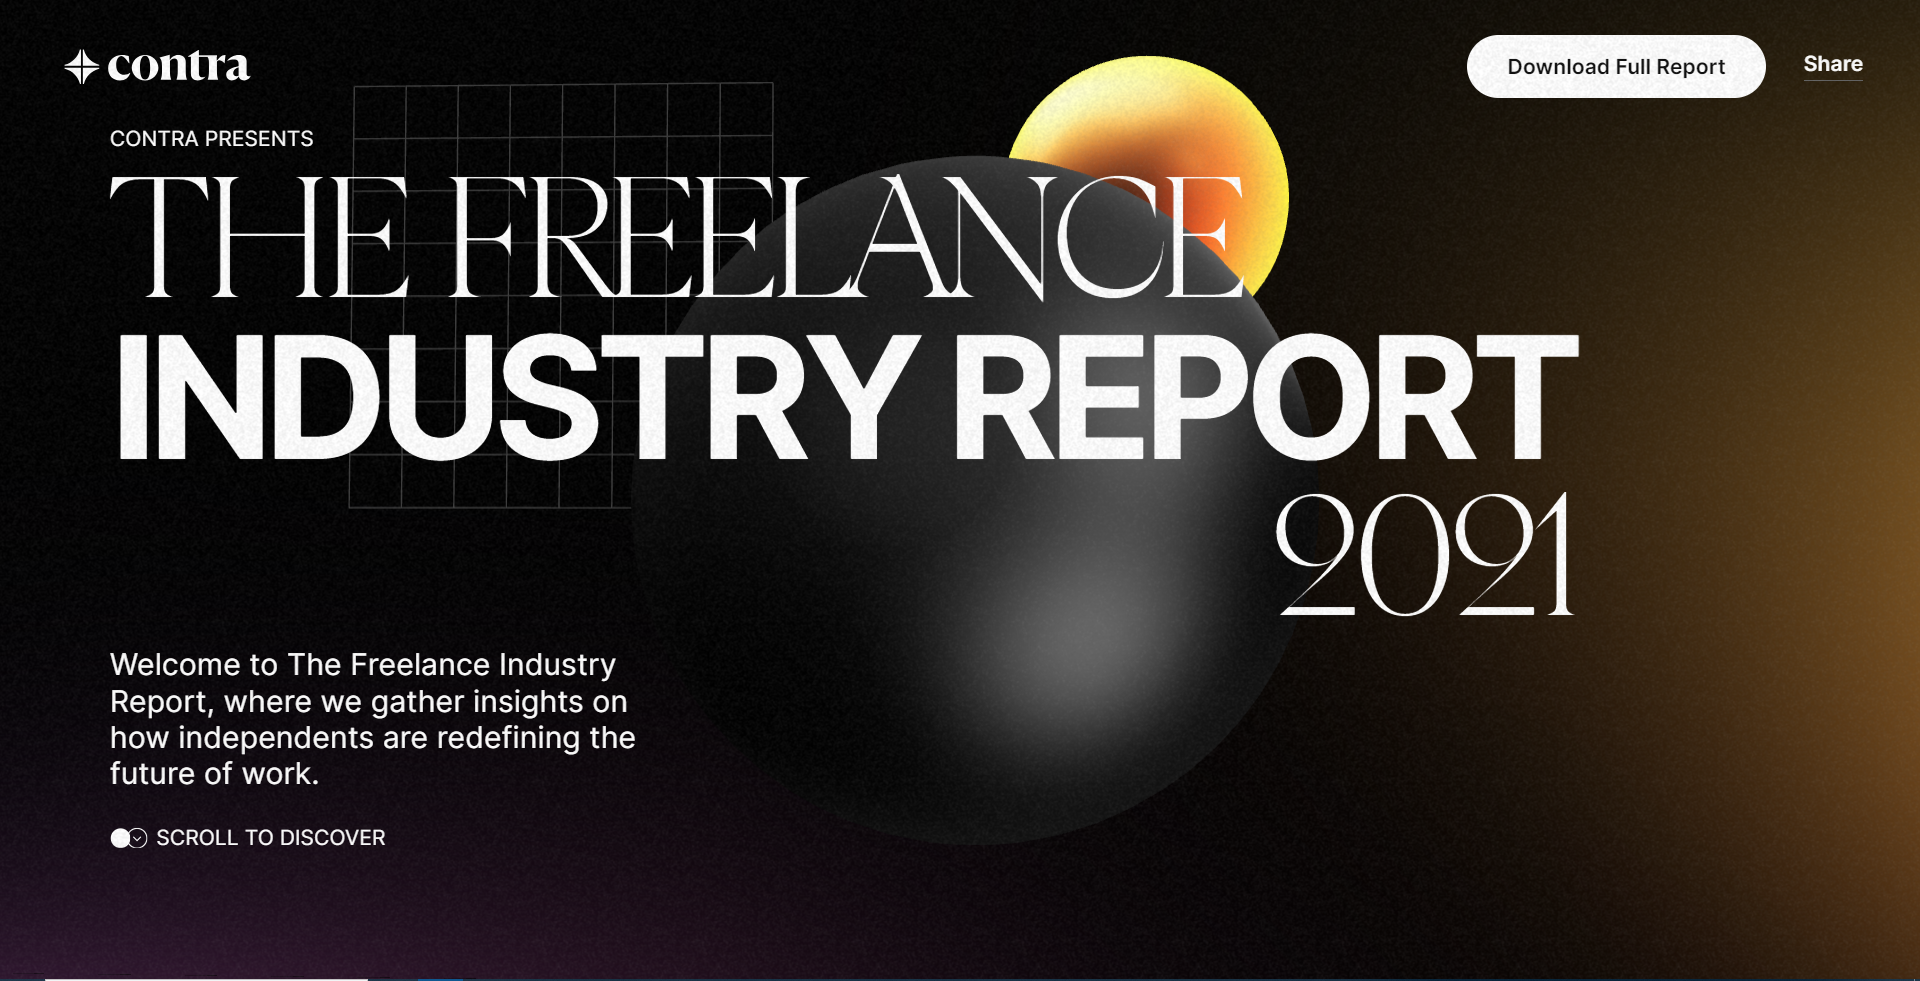 contra
Download Full Report
Share
CONTRA PRESENTS
THE FREELANCE
INDUSTRY REPORT
2021
Welcome to The Freelance Industry
Report, where we gather insights on
how independents are redefining the
future of work.
SCROLL TO DISCOVER